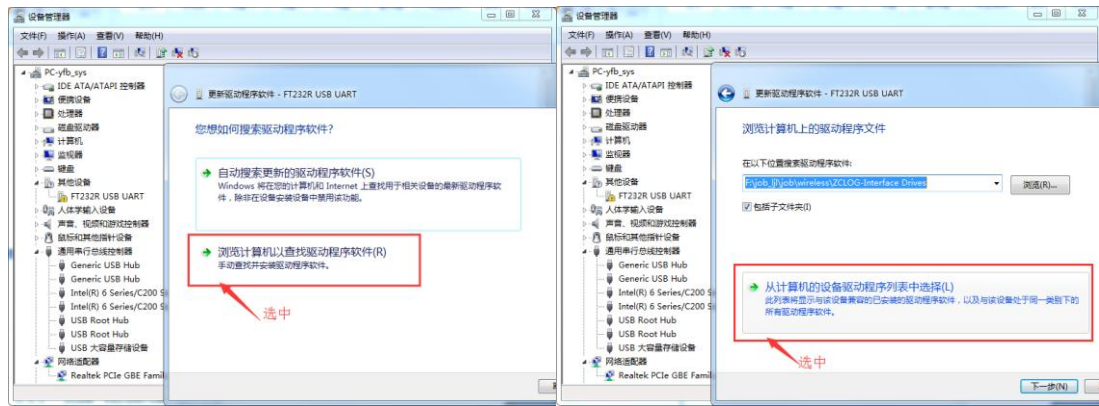 设备管理器
文件(F) 操作(A) 查看(V) 帮助(H)
PC-yfb_sys
IDE ATA/ATAPI 控制器
便携设备
处理器
磁盘驱动器
计算机
监视器
键盘
其他设备
FT232R USB UART
人体学输入设备
声音、视频和游戏控制器
鼠标和其他指针设备
通用串行总线控制器
Generic USB Hub
Generic USB Hub
Intel(R) 6 Series/C200 S
Intel(R) 6 Series/C200 S
USB Root Hub
USB Root Hub
USB 大容量存储设备
网络适配器
Realtek PCIe GBE Famil
更新驱动程序软件 - FT232R USB UART
您想如何搜索驱动程序软件?
自动搜索更新的驱动程序软件(S)
Windows 将在您的计算机和 Internet 上查找用于相关设备的最新驱动程序软
件，除非在设备安装设置中禁用该功能。
浏览计算机以查找驱动程序软件(R)
手动查找并安装驱动程序软件。
选中
设备管理器
文件(F) 操作(A) 查看(V) 帮助(H)
PC-yfb_sys
IDE ATA/ATAPI 控制器
便携设备
处理器
磁盘驱动器
计算机
监视器
键盘
其他设备
FT232R USB UART
人体学输入设备
声音、视频和游戏控制器
鼠标和其他指针设备
通用串行总线控制器
Generic USB Hub
Generic USB Hub
Intel(R) 6 Series/C200 S
Intel(R) 6 Series/C200 S
USB Root Hub
USB Root Hub
USB 大容量存储设备
网络适配器
Realtek PCIe GBE Famil
更新驱动程序软件 - FT232R USB UART
浏览计算机上的驱动程序文件
在以下位置搜索驱动程序软件:
F:\job_ljl\job\wireless\ZCLOG-Interface Drives
浏览(R)...
包括子文件夹(I)
从计算机的设备驱动程序列表中选择(L)
此列表将显示与该设备兼容的已安装的驱动程序软件，以及与该设备处于同一类别下的
所有驱动程序软件。
选中
下一步(N)